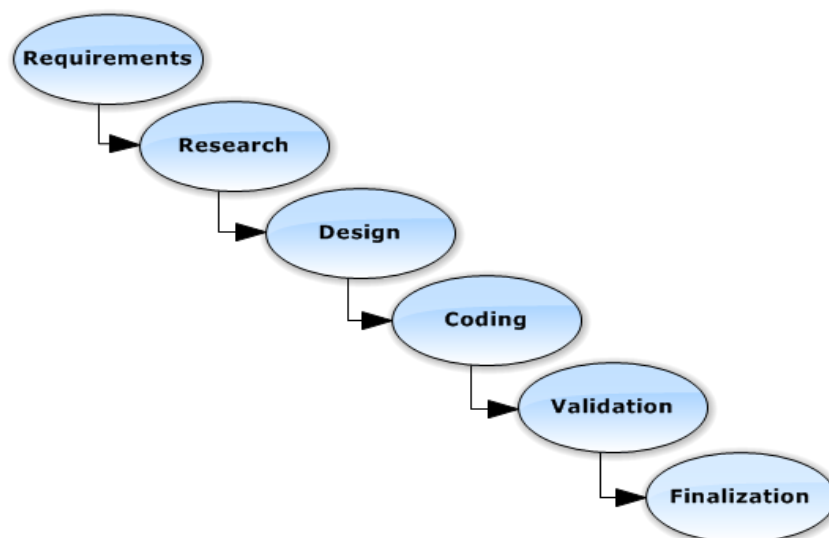 Requirements
Research
Design
Coding
Validation
Finalization